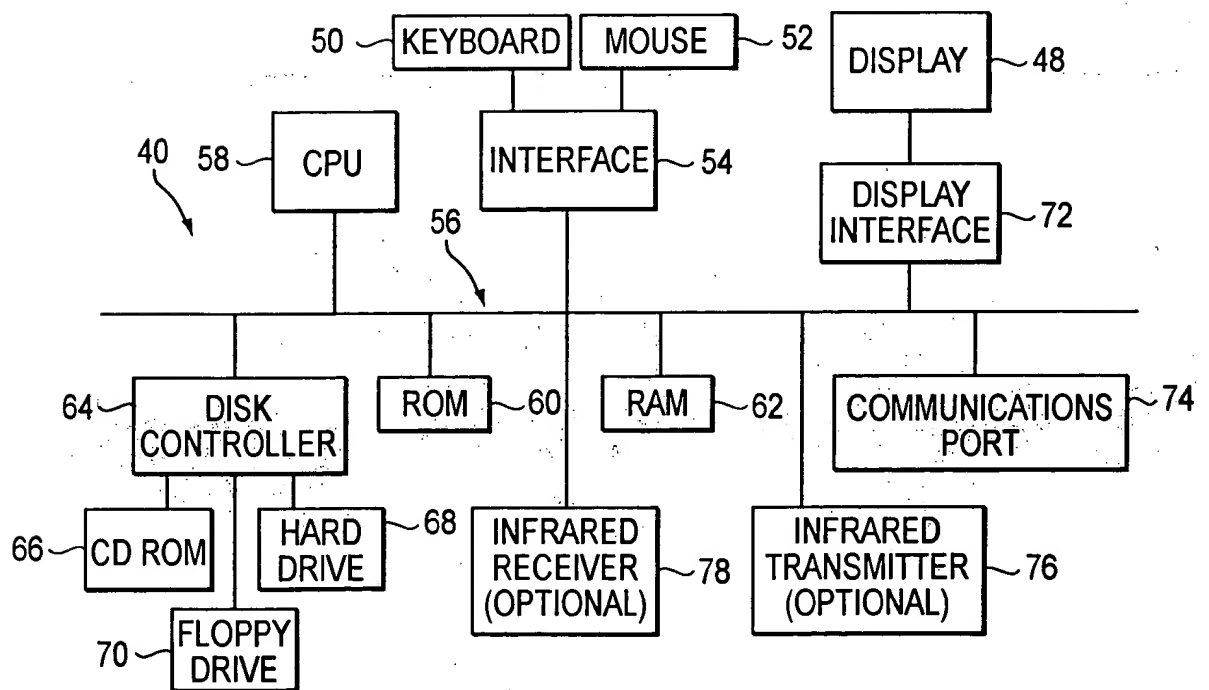 50 KEYBOARD MOUSE 52
DISPLAY 48
CPU 58
INTERFACE 54
40
DISPLAY
INTERFACE 72
56
64 DISK
CONTROLLER
ROM 60
RAM 62
COMMUNICATIONS
PORT 74
66 CD ROM
HARD
DRIVE 68
INFRARED
RECEIVER
(OPTIONAL) 78
INFRARED
TRANSMITTER
(OPTIONAL) 76
70 FLOPPY
DRIVE